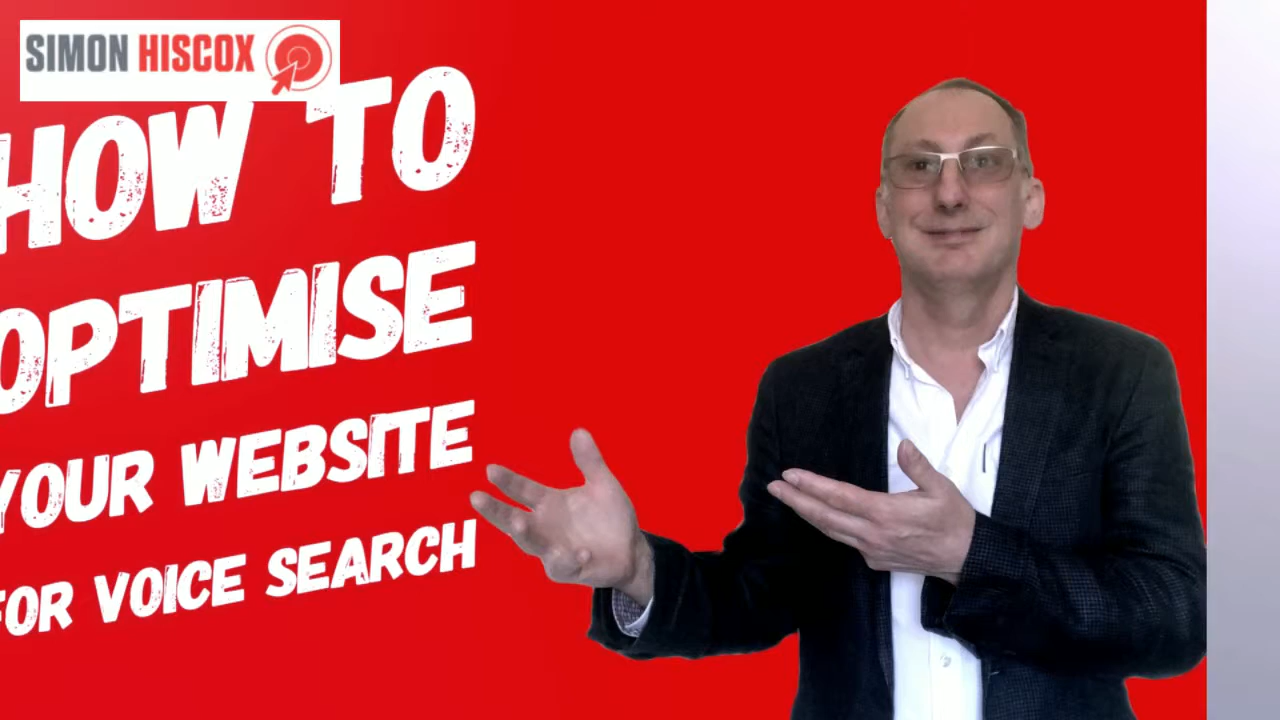 SIMON HISCOX
HOW TO
OPTIMISE
YOUR WEBSITE
FOR VOICE SEARCH